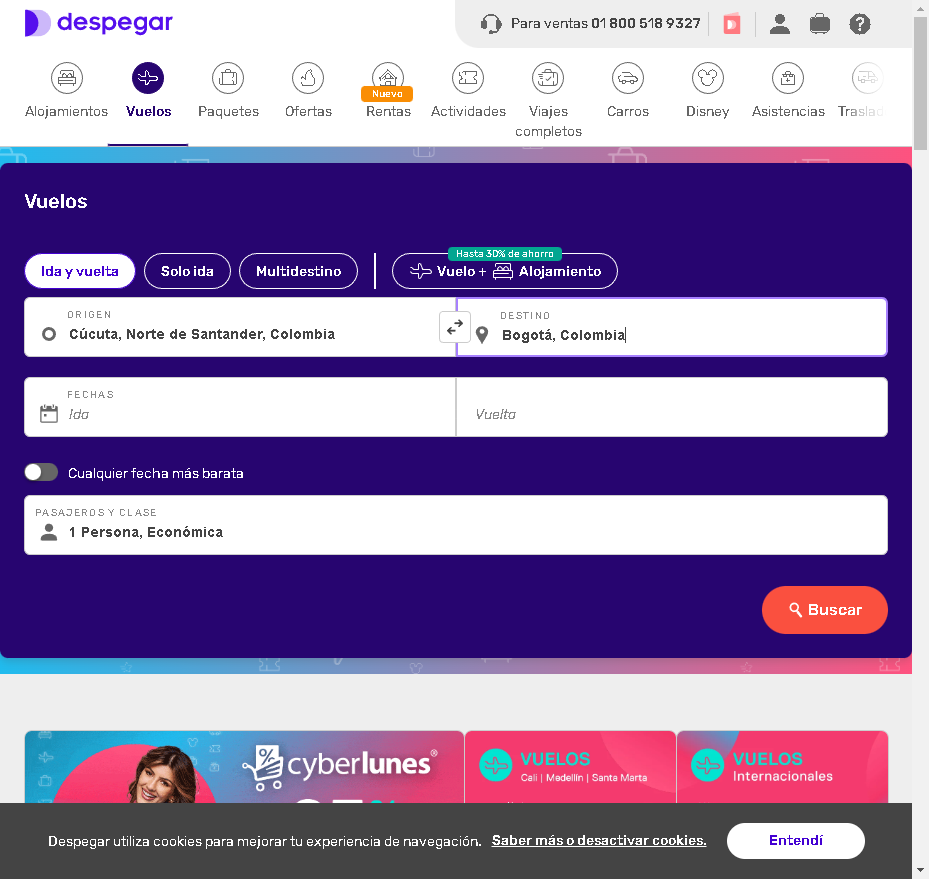 despegar
Para ventas 01 800 518 9327
Alojamientos
Vuelos
Paquetes
Ofertas
Nuevo
Rentas
Actividades
Viajes
completos
Carros
Disney
Asistencias
Traslad
Vuelos
Hasta 30% de ahorro
Ida y vuelta
Solo ida
Multidestino
Vuelo + Alojamiento
ORIGEN
Cúcuta, Norte de Santander, Colombia
DESTINO
Bogotá, Colombia
FECHAS
Ida
Vuelta
Cualquier fecha más barata
PASAJEROS Y CLASE
1 Persona, Económica
Buscar
cyberlunes®
VUELOS
Cali | Medellín | Santa Marta
VUELOS
Internacionales
Despegar utiliza cookies para mejorar tu experiencia de navegación. Saber más o desactivar cookies.
Entendí